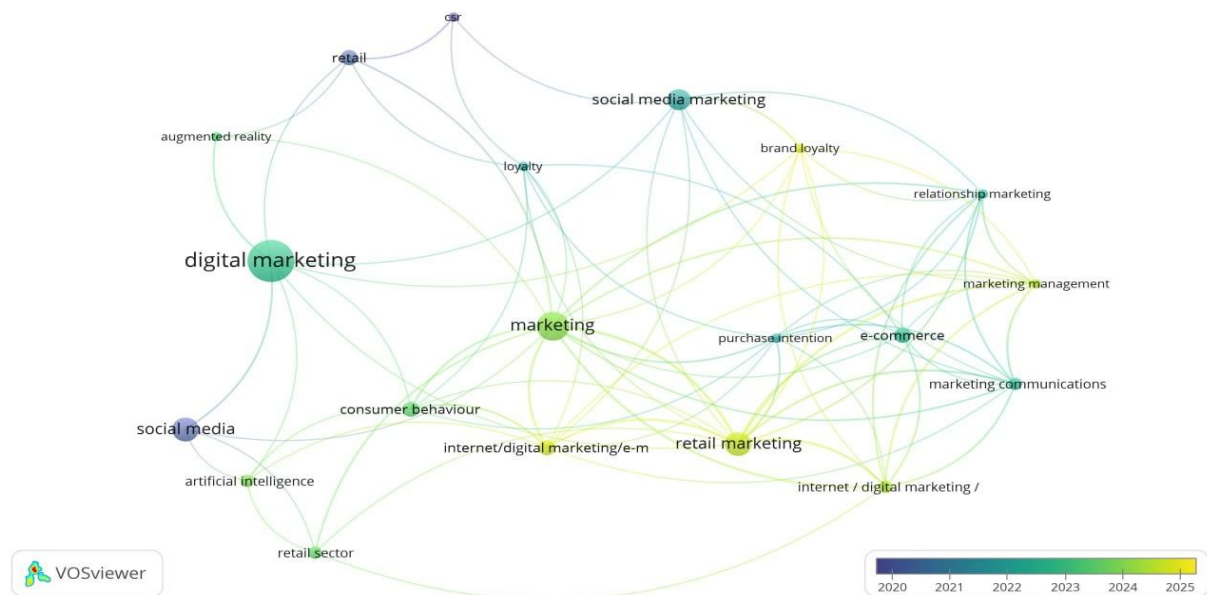 csr
retail
social media marketing
augmented reality
brand loyalty
loyalty
relationship marketing
digital marketing
marketing management
marketing
purchase intention
e-commerce
marketing communications
consumer behaviour
social media
internet/digital marketing/e-m
retail marketing
artificial intelligence
internet / digital marketing /
retail sector
VOSviewer
2020 2021 2022 2023 2024 2025